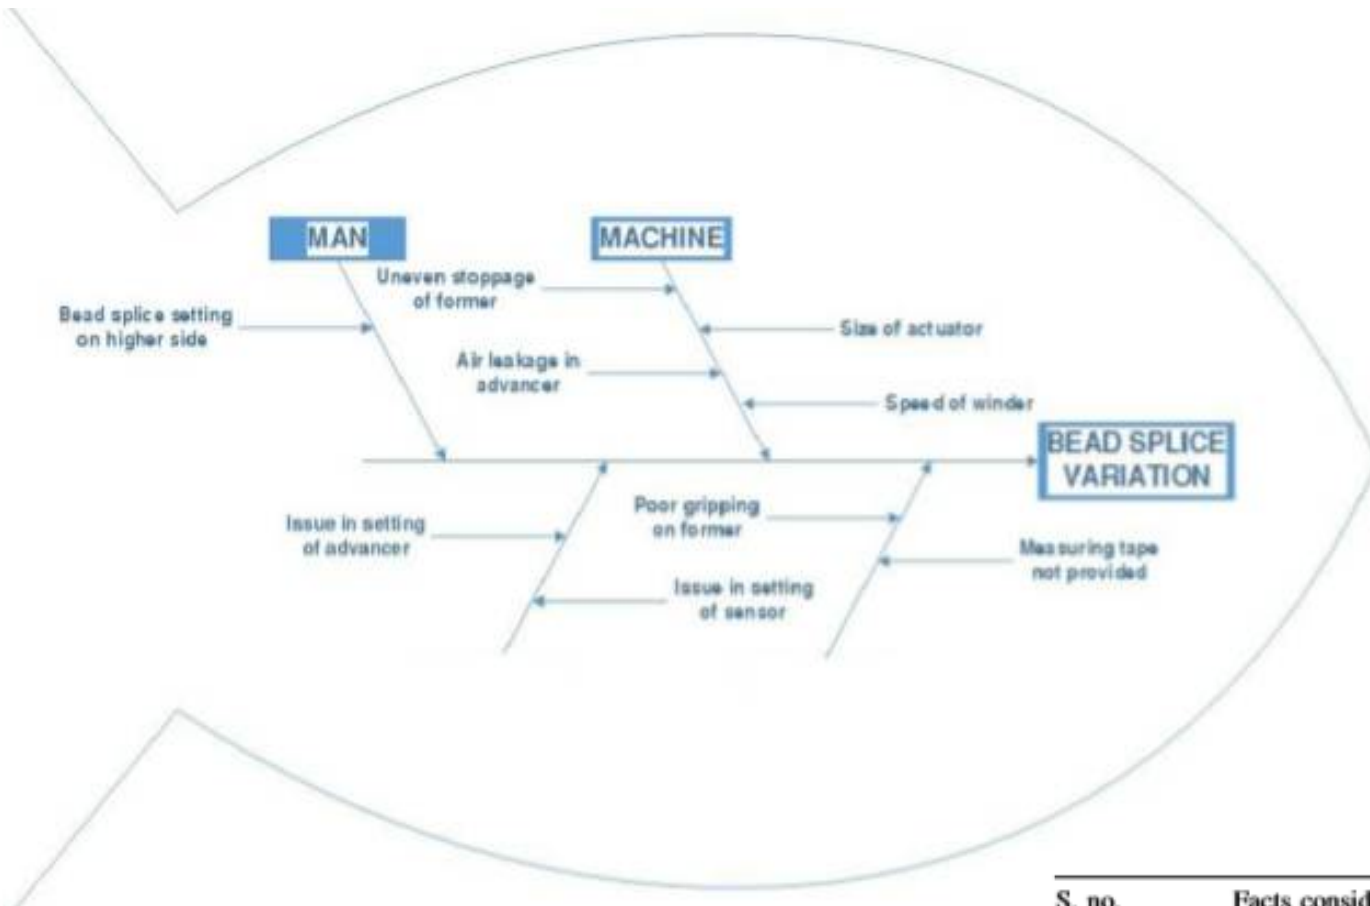 MAN
MACHINE
Uneven stoppage
of former
Bead splice setting
on higher side
Size of actuator
Air leakage in
advancer
Speed of winder
BEAD SPLICE
VARIATION
Poor gripping
on former
Issue in setting
of advancer
Measuring tape
not provided
Issue in setting
of sensor
S. no. Facts consid